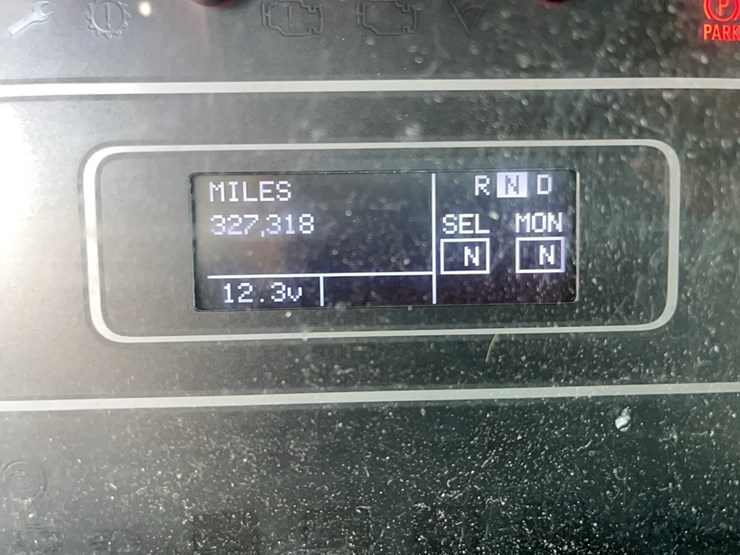 P
PARK
MILES
327,318
12.3v
R N D
SEL MON
N N